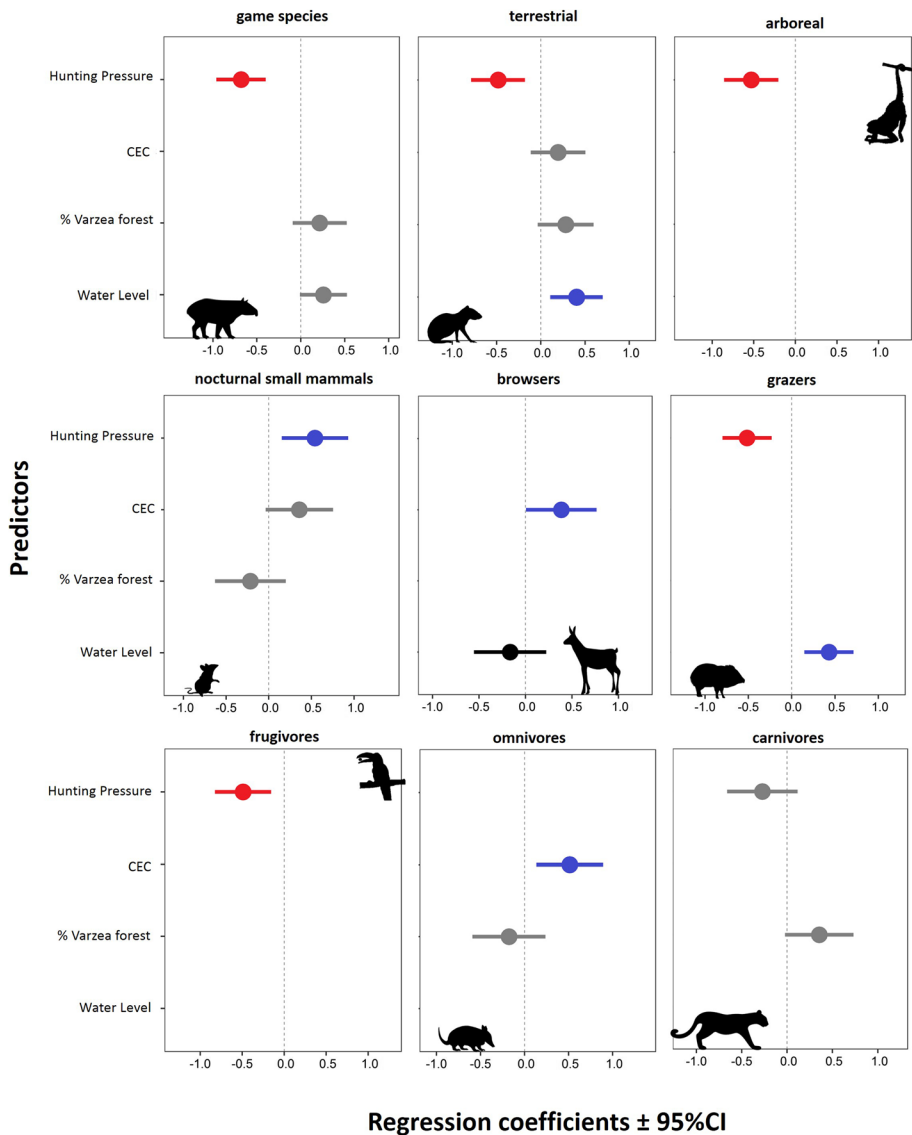 game species terrestrial arboreal
Hunting Pressure
CEC
% Varzea forest
Water Level
-1.0 -0.5 0.0 0.5 1.0 -1.0 -0.5 0.0 0.5 1.0 -1.0 -0.5 0.0 0.5 1.0
nocturnal small mammals browsers grazers
Hunting Pressure
CEC
% Varzea forest
Water Level
-1.0 -0.5 0.0 0.5 1.0 -1.0 -0.5 0.0 0.5 1.0 -1.0 -0.5 0.0 0.5 1.0
frugivores omnivores carnivores
Hunting Pressure
CEC
% Varzea forest
Water Level
-1.0 -0.5 0.0 0.5 1.0 -1.0 -0.5 0.0 0.5 1.0 -1.0 -0.5 0.0 0.5 1.0
Predictors
Regression coefficients ± 95%CI